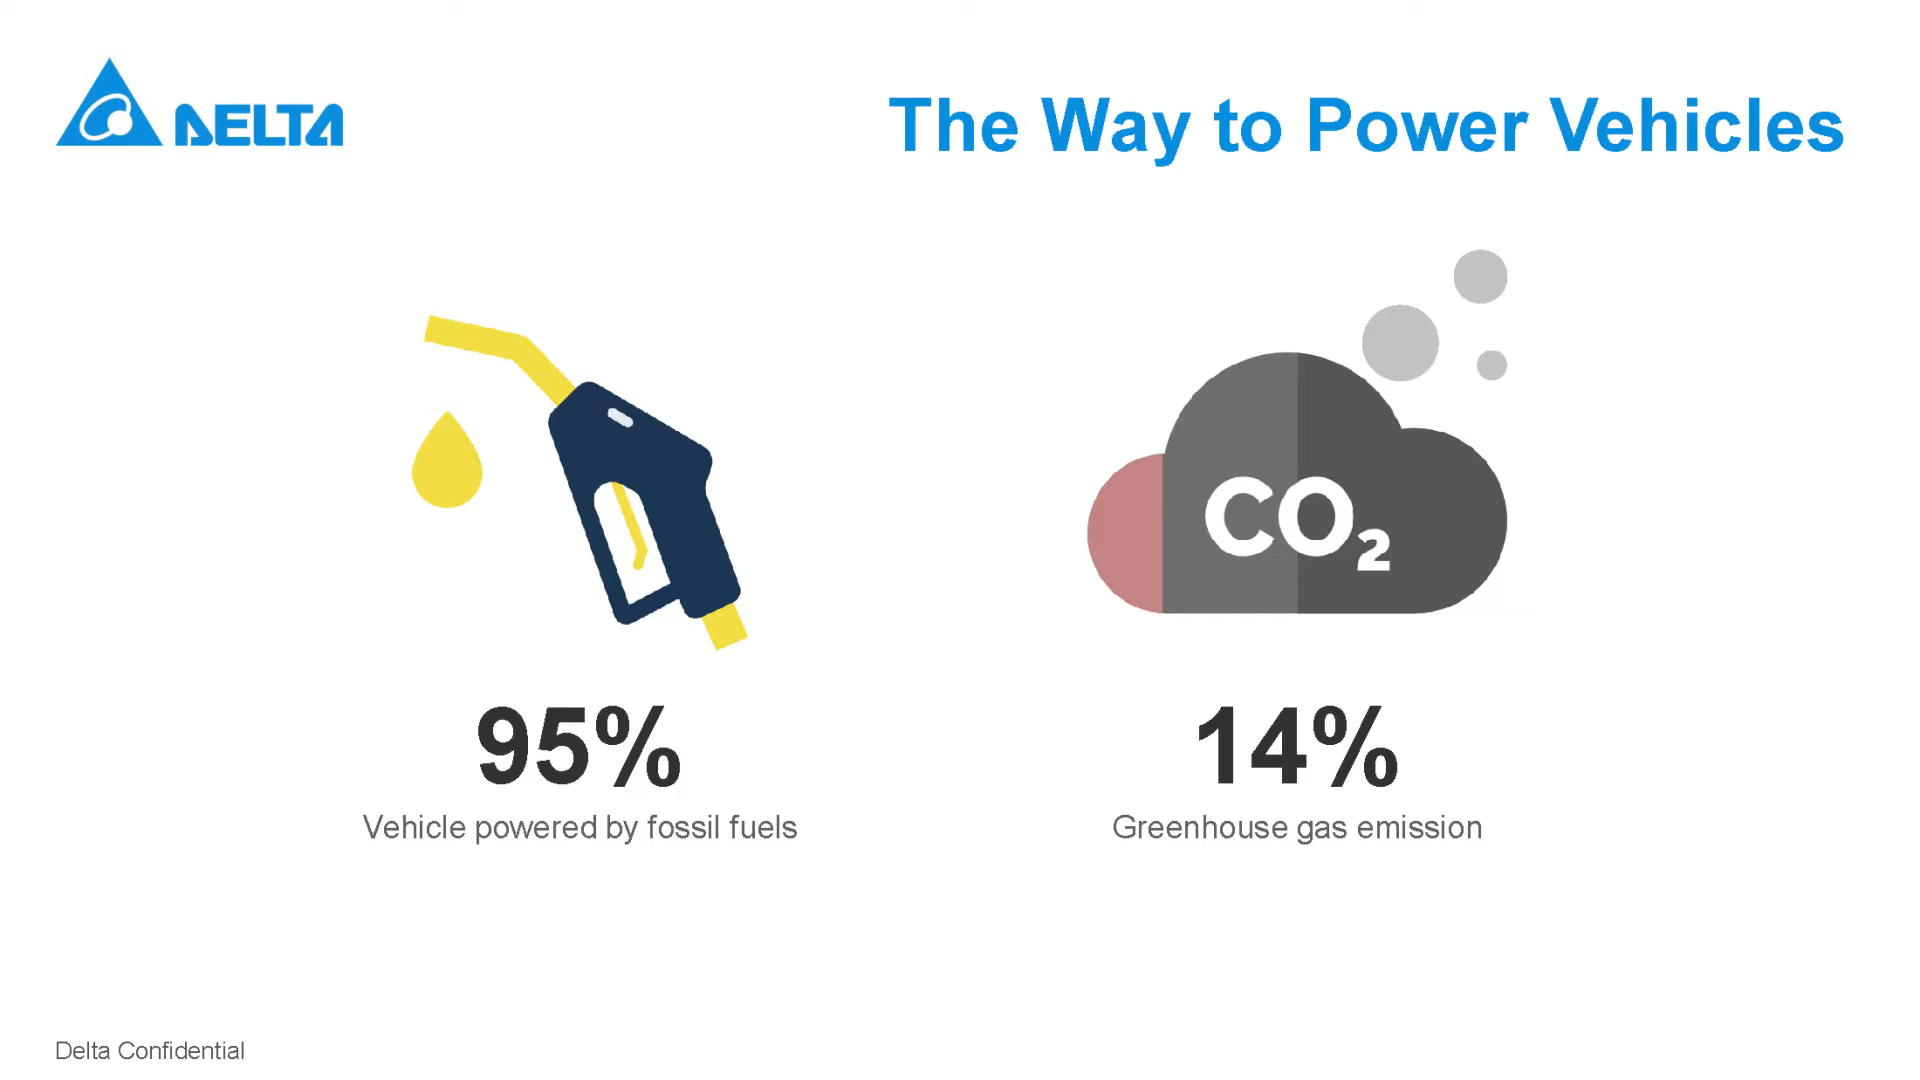 DELTA
The Way to Power Vehicles
CO₂
95%
Vehicle powered by fossil fuels
14%
Greenhouse gas emission
Delta Confidential